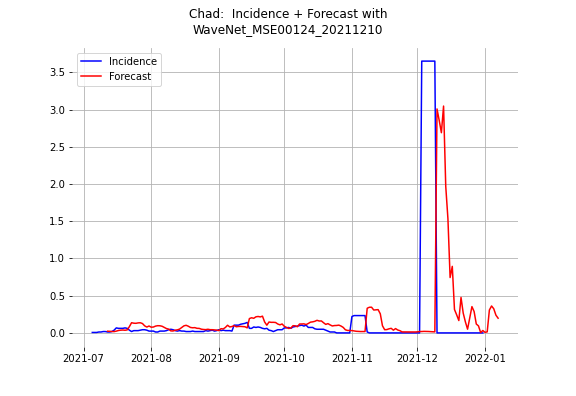 Chad:  Incidence + Forecast with
WaveNet_MSE00124_20211210
Incidence
Forecast
3.5
3.0
2.5
2.0
1.5
1.0
0.5
0.0
2021-07 2021-08 2021-09 2021-10 2021-11 2021-12 2022-01